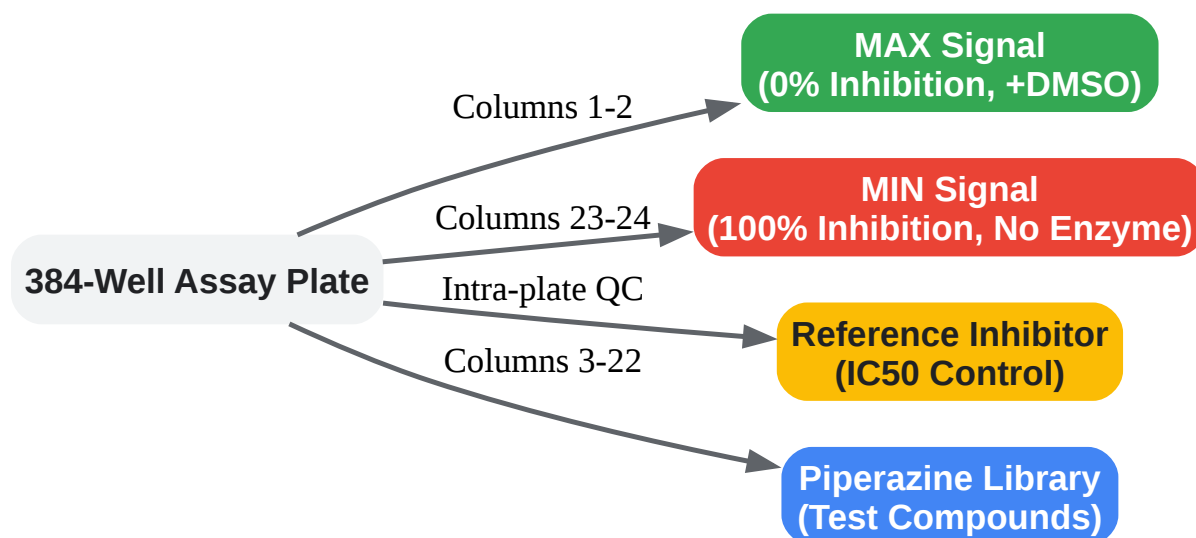 MAX Signal
(0% Inhibition, +DMSO)
Columns 1-2
MIN Signal
(100% Inhibition, No Enzyme)
Columns 23-24
384-Well Assay Plate
Intra-plate QC
Reference Inhibitor
(IC50 Control)
Columns 3-22
Piperazine Library
(Test Compounds)